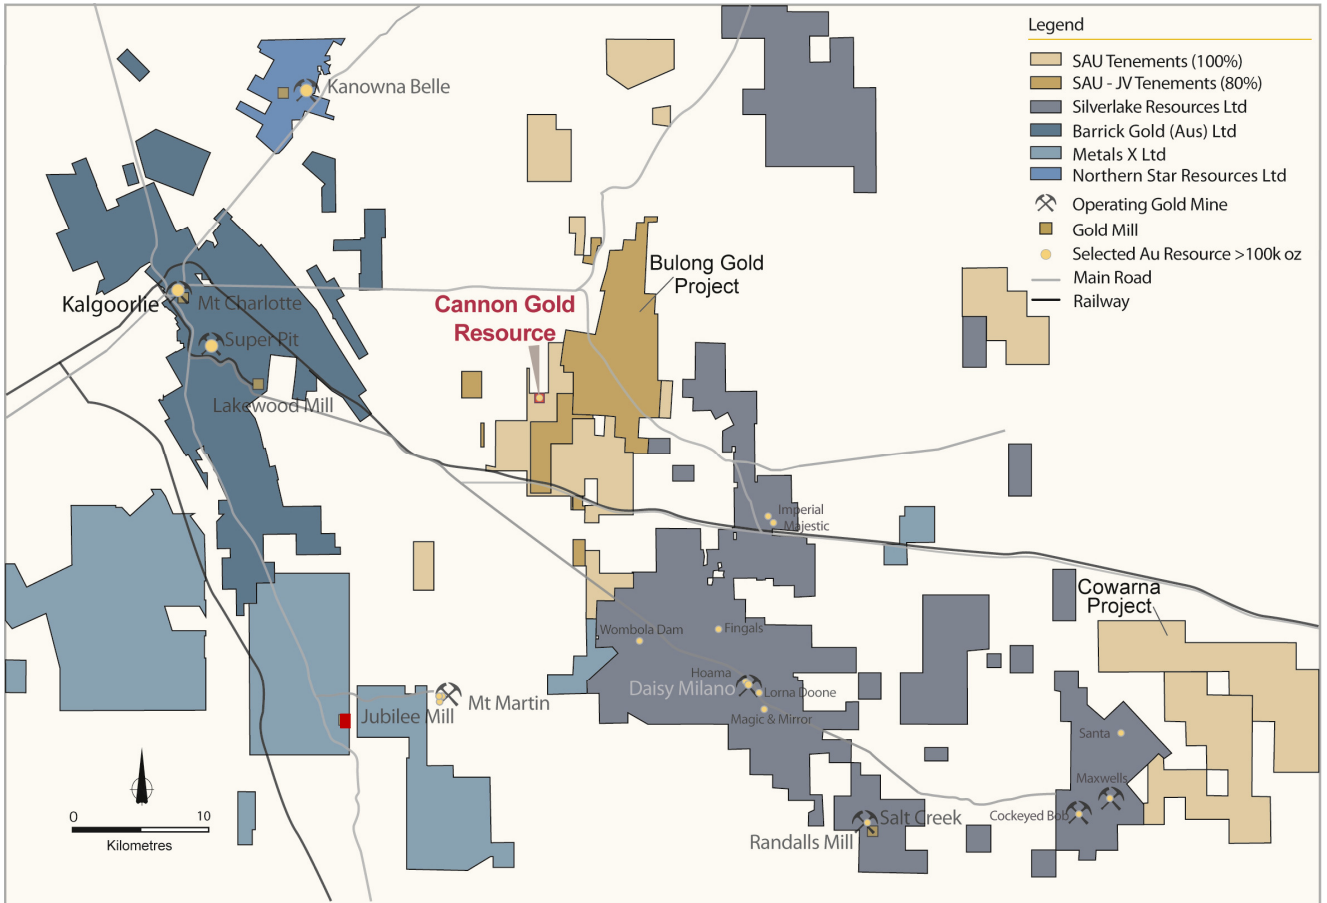 Legend
SAU Tenements (100%)
SAU - JV Tenements (80%)
Silverlake Resources Ltd
Barrick Gold (Aus) Ltd
Metals X Ltd
Northern Star Resources Ltd
Operating Gold Mine
Gold Mill
Selected Au Resource >100k oz
Main Road
Railway
Kanowna Belle
Bulong Gold
Project
Kalgoorlie
Mt Charlotte
Cannon Gold
Resource
Super Pit
Lakewood Mill
Imperial
Majestic
Cowarna
Project
Wombola Dam
Fingals
Hoama
Daisy Milano
Lorna Doone
Magic & Mirror
Mt Martin
Jubilee Mill
Santa
Maxwells
Cockeyed Bob
Salt Creek
Randalls Mill
0
10
Kilometres